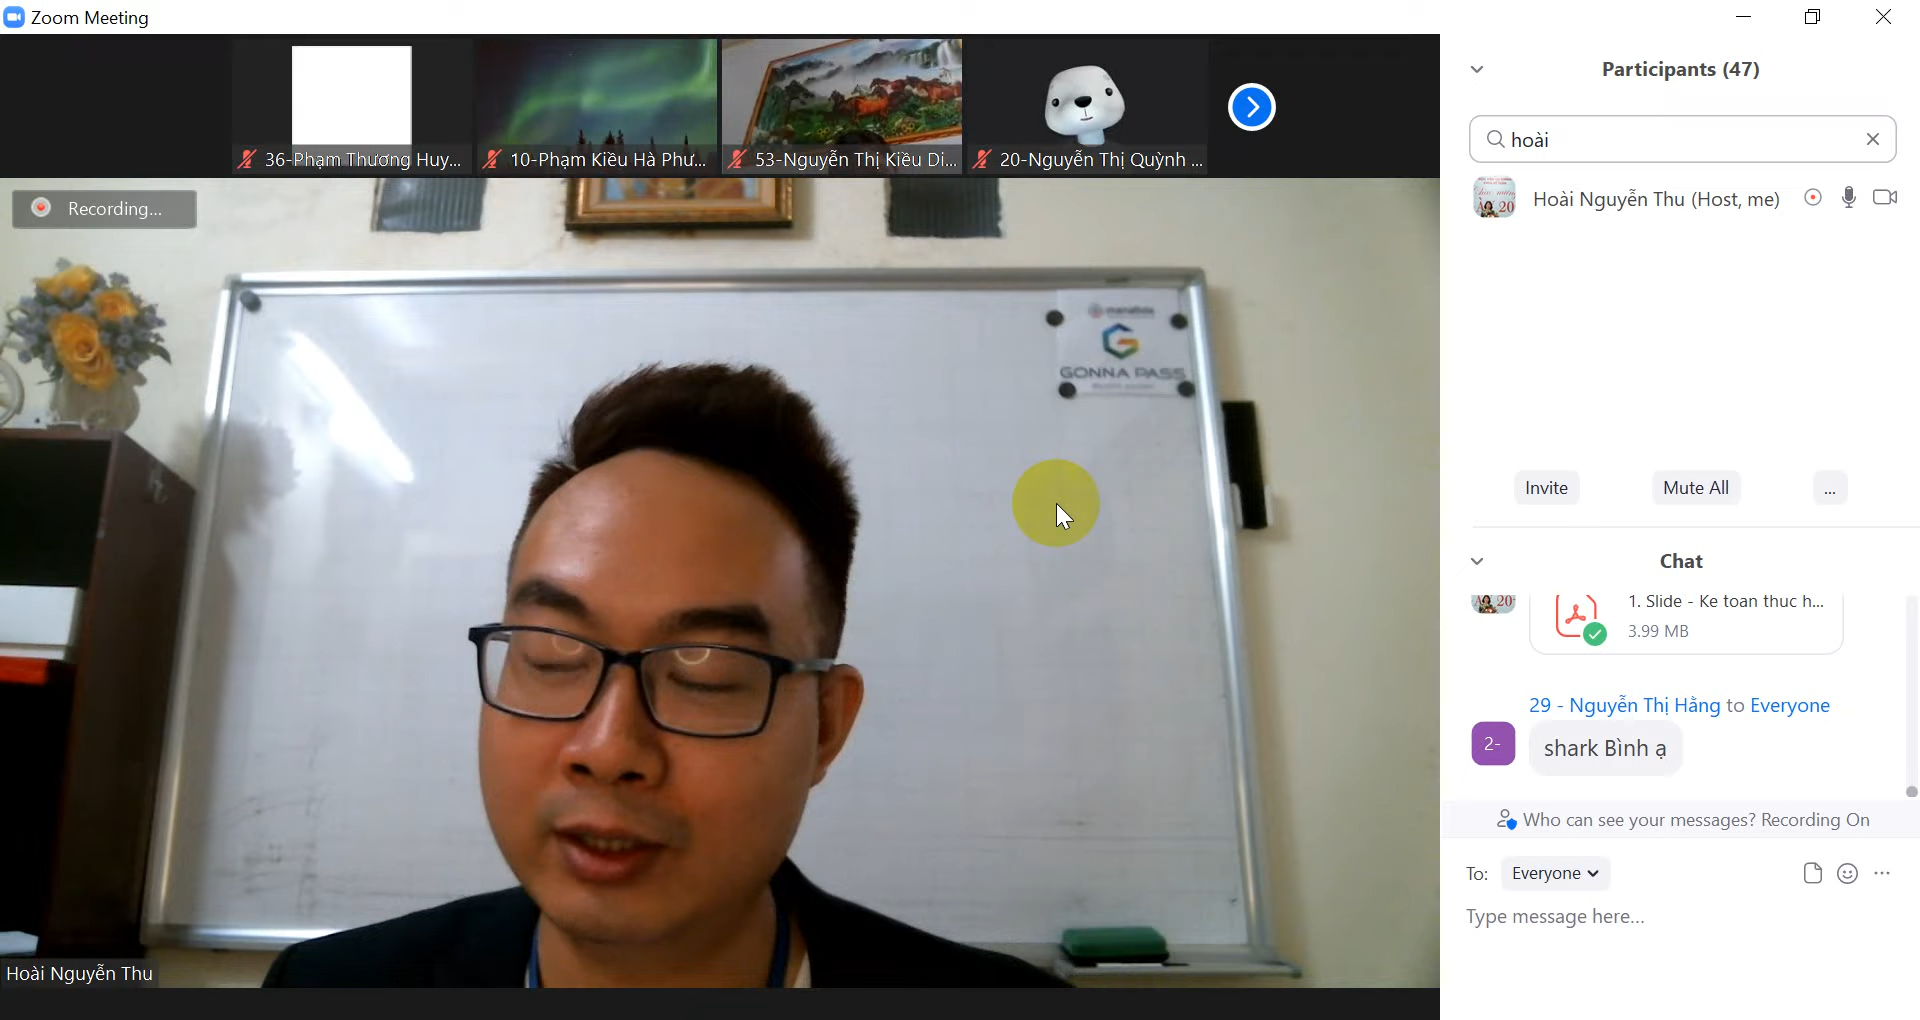 Zoom Meeting
36-Phạm Thương Huy...
10-Phạm Kiều Hà Phư...
53-Nguyễn Thị Kiều Di...
20-Nguyễn Thị Quỳnh ...
Recording...
GONNA PASS
Hoài Nguyễn Thu
Participants (47)
hoài
Hoài Nguyễn Thu (Host, me)
Invite
Mute All
...
Chat
1. Slide - Ke toan thuc h...
3.99 MB
29 - Nguyễn Thị Hằng to Everyone
2-
shark Bình ạ
Who can see your messages? Recording On
To: Everyone
Type message here...